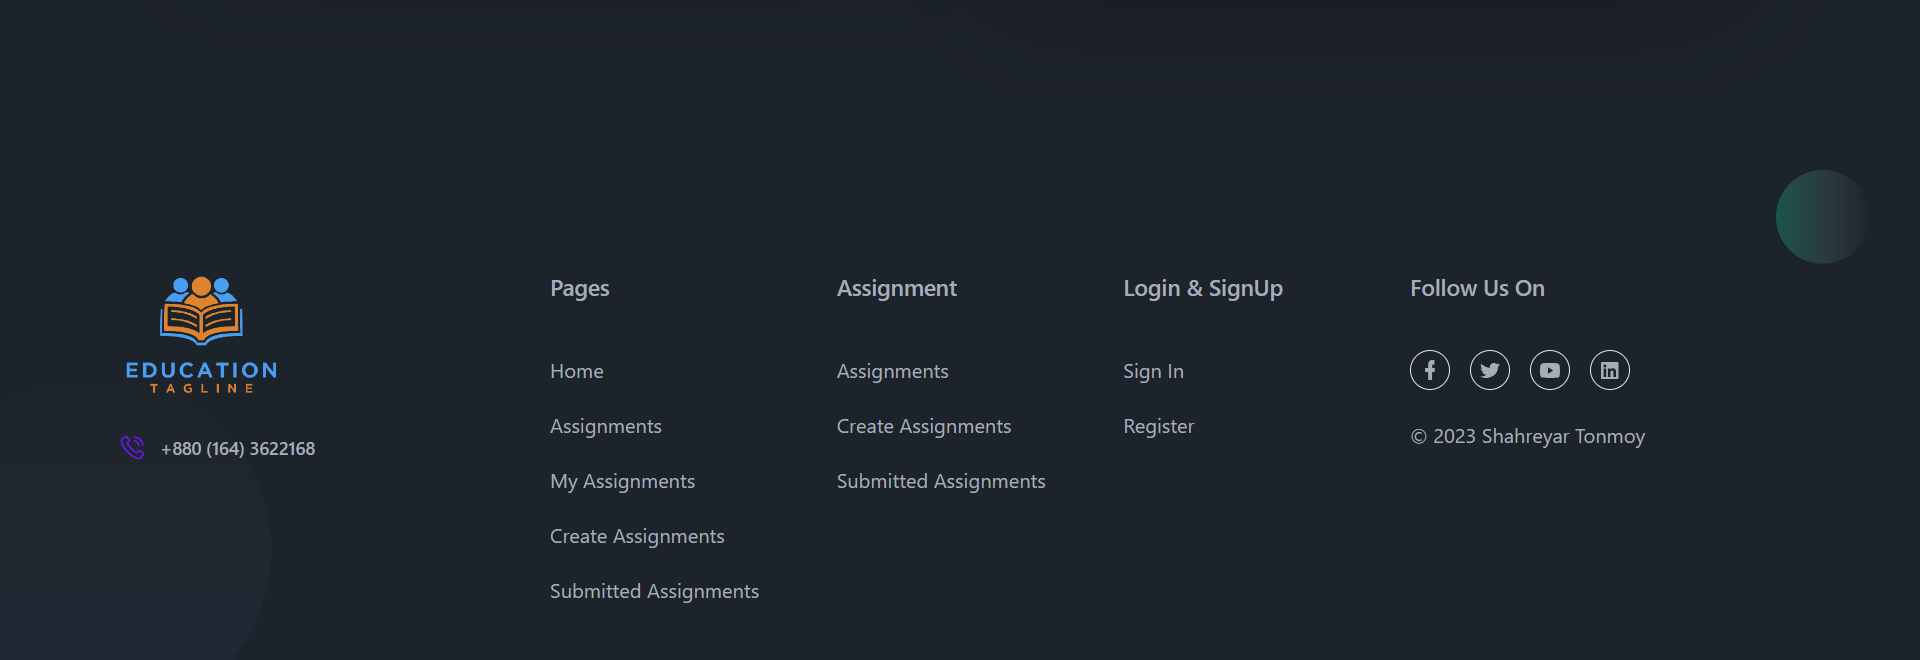 EDUCATION
TAGLINE
+880 (164) 3622168
Pages
Home
Assignments
My Assignments
Create Assignments
Submitted Assignments
Assignment
Assignments
Create Assignments
Submitted Assignments
Login & SignUp
Sign In
Register
Follow Us On
© 2023 Shahreyar Tonmoy